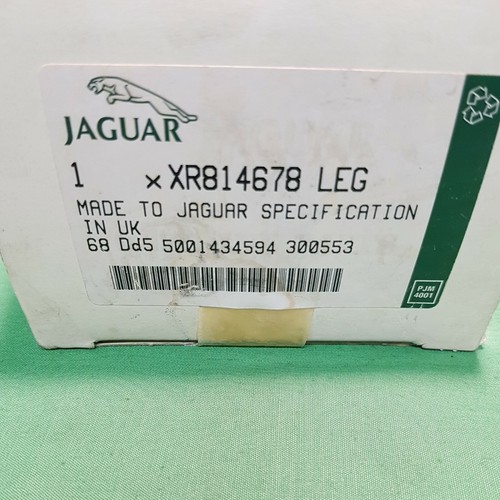 JAGUAR
1 x XR814678 LEG
MADE TO JAGUAR SPECIFICATION
IN UK
68 Dd5 5001434594 300553
PJM
4001